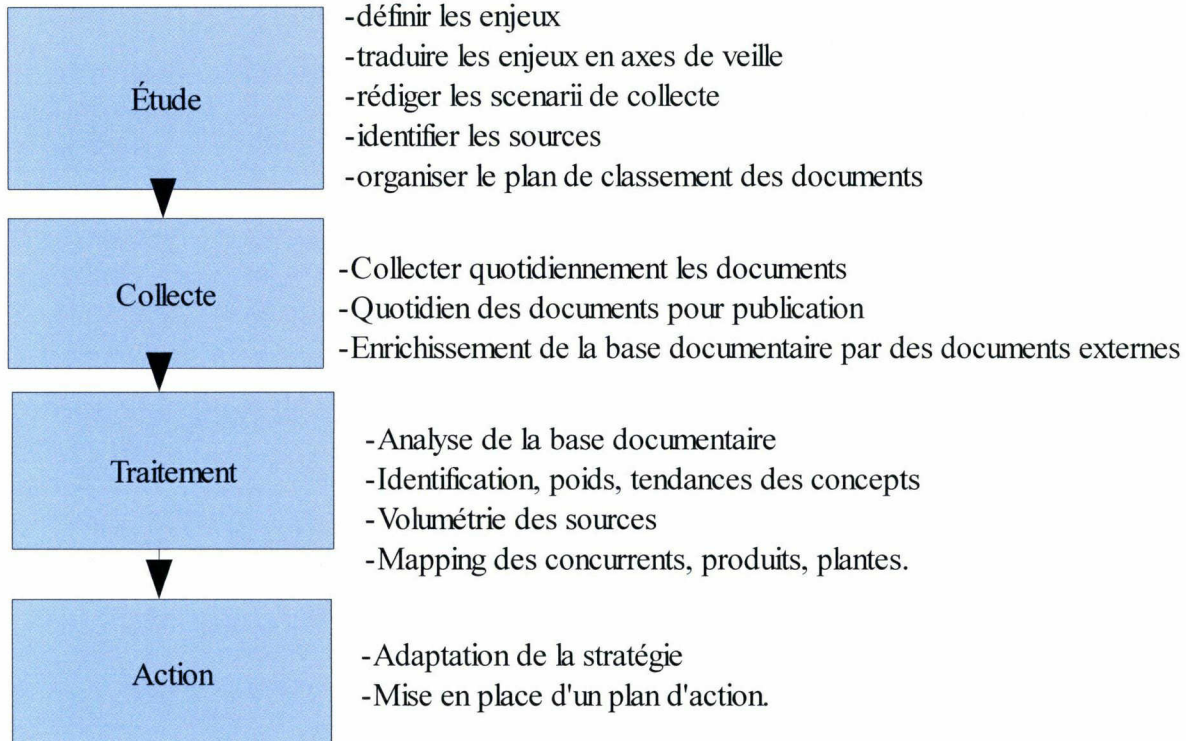 Étude
-définir les enjeux
-traduire les enjeux en axes de veille
-rédiger les scenarii de collecte
-identifier les sources
-organiser le plan de classement des documents
Collecte
-Collecter quotidiennement les documents
-Quotidien des documents pour publication
-Enrichissement de la base documentaire par des documents externes
Traitement
-Analyse de la base documentaire
-Identification, poids, tendances des concepts
-Volumétrie des sources
-Mapping des concurrents, produits, plantes.
Action
-Adaptation de la stratégie
-Mise en place d'un plan d'action.